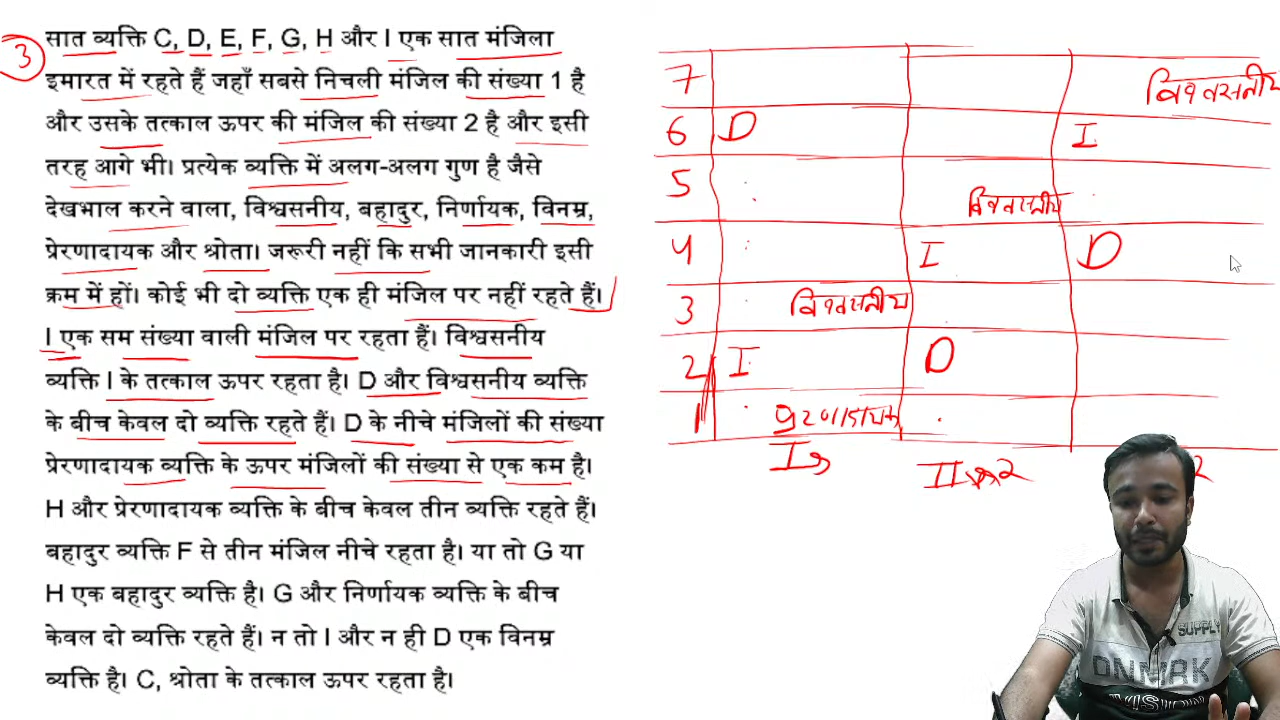 3
सात व्यक्ति C, D, E, F, G, H और I एक सात मंजिला
इमारत में रहते हैं जहाँ सबसे निचली मंजिल की संख्या 1 है
और उसके तत्काल ऊपर की मंजिल की संख्या 2 है और इसी
तरह आगे भी। प्रत्येक व्यक्ति में अलग-अलग गुण है जैसे
देखभाल करने वाला, विश्वसनीय, बहादुर, निर्णायक, विनम्र,
प्रेरणादायक और श्रोता। जरूरी नहीं कि सभी जानकारी इसी
क्रम में हों। कोई भी दो व्यक्ति एक ही मंजिल पर नहीं रहते हैं।
I एक सम संख्या वाली मंजिल पर रहता हैं। विश्वसनीय
व्यक्ति I के तत्काल ऊपर रहता है। D और विश्वसनीय व्यक्ति
के बीच केवल दो व्यक्ति रहते हैं। D के नीचे मंजिलों की संख्या
प्रेरणादायक व्यक्ति के ऊपर मंजिलों की संख्या से एक कम है।
H और प्रेरणादायक व्यक्ति के बीच केवल तीन व्यक्ति रहते हैं।
बहादुर व्यक्ति F से तीन मंजिल नीचे रहता है। या तो G या
H एक बहादुर व्यक्ति है। G और निर्णायक व्यक्ति के बीच
केवल दो व्यक्ति रहते हैं। न तो I और न ही D एक विनम्र
व्यक्ति है। C, श्रोता के तत्काल ऊपर रहता है।
7 विश्वसनीय
6 D I
5 विश्वसनीय
4 I D
3 विश्वसनीय
2 I D
1
I II 2
SUPPLY
DNMRK
VISION